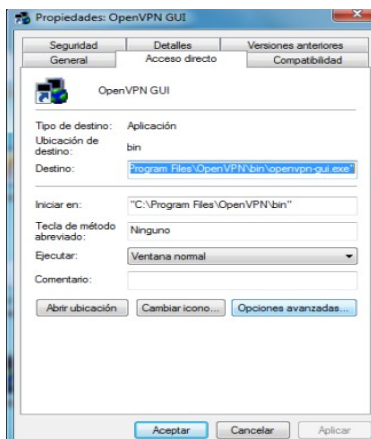 Propiedades: OpenVPN GUI
Seguridad Detalles Versiones anteriores
General Acceso directo Compatibilidad
OpenVPN GUI
Tipo de destino: Aplicación
Ubicación de destino: bin
Destino: Program Files\OpenVPN\bin\openvpn-gui.exe"
Iniciar en: "C:\Program Files\OpenVPN\bin"
Tecla de método abreviado: Ninguno
Ejecutar: Ventana normal
Comentario:
Abrir ubicación Cambiar icono... Opciones avanzadas...
Aceptar Cancelar Aplicar